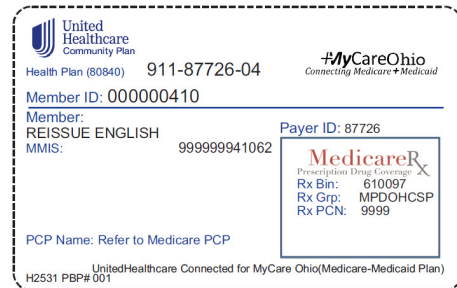 United
Healthcare
Community Plan
MyCareOhio
Connecting Medicare + Medicaid
Health Plan (80840) 911-87726-04
Member ID: 000000410
Member:
REISSUE ENGLISH
MMIS: 999999941062
Payer ID: 87726
MedicareRx
Prescription Drug Coverage
Rx Bin: 610097
Rx Grp: MPDOHCSP
Rx PCN: 9999
PCP Name: Refer to Medicare PCP
UnitedHealthcare Connected for MyCare Ohio(Medicare-Medicaid Plan)
H2531 PBP# 001